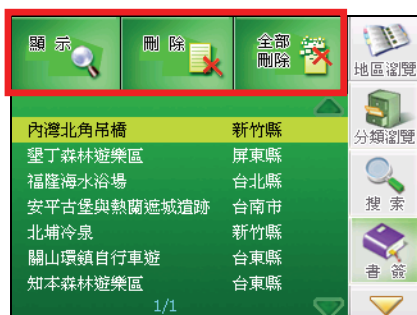 顯 示
刪 除
全部
刪除
地區瀏覽
內灣北角吊橋 新竹縣
分類瀏覽
墾丁森林遊樂區 屏東縣
福隆海水浴場 台北縣
搜 索
安平古堡與熱蘭遮城遺跡 台南市
北埔冷泉 新竹縣
書 簽
關山環鎮自行車遊 台東縣
知本森林遊樂區 台東縣
1/1